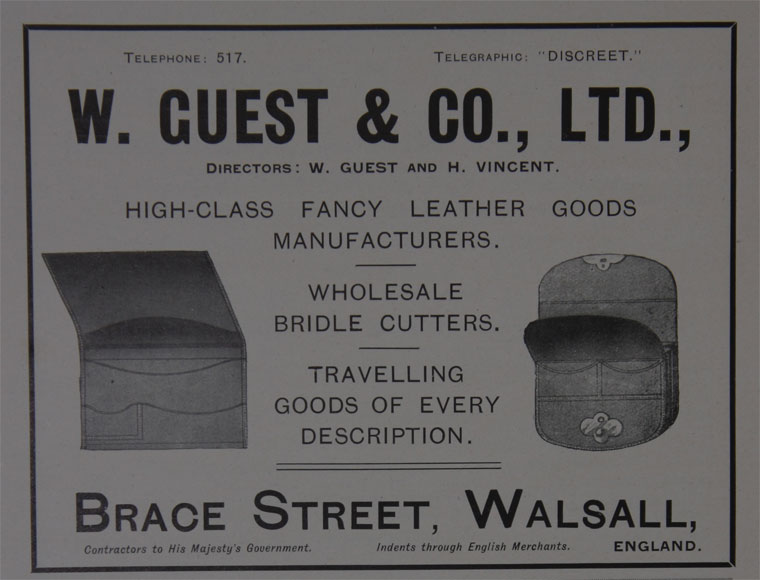 TELEPHONE: 517. TELEGRAPHIC: "DISCREET."
W. GUEST & CO., LTD.,
DIRECTORS: W. GUEST AND H. VINCENT.
HIGH-CLASS FANCY LEATHER GOODS
MANUFACTURERS.
WHOLESALE
BRIDLE CUTTERS.
TRAVELLING
GOODS OF EVERY
DESCRIPTION.
BRACE STREET, WALSALL,
Contractors to His Majesty's Government. Indents through English Merchants. ENGLAND.